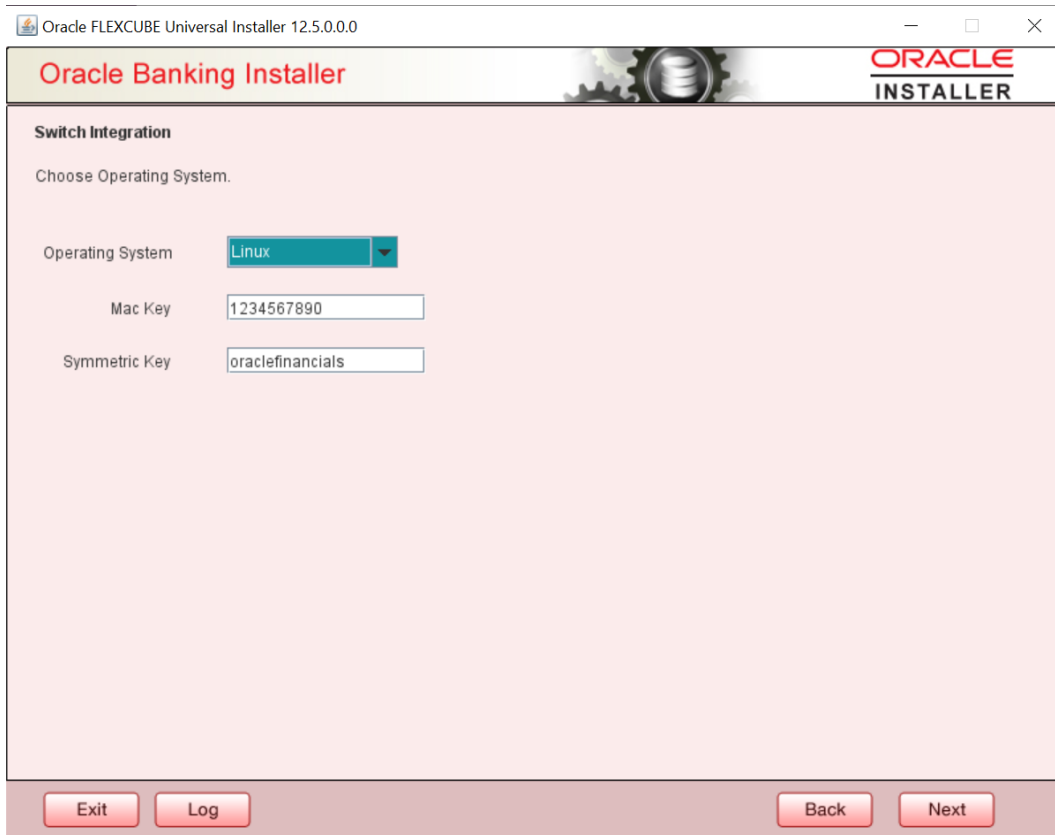 Oracle FLEXCUBE Universal Installer 12.5.0.0.0
Oracle Banking Installer
ORACLE
INSTALLER
Switch Integration
Choose Operating System.
Operating System Linux
Mac Key 1234567890
Symmetric Key oraclefinancials
Exit Log Back Next